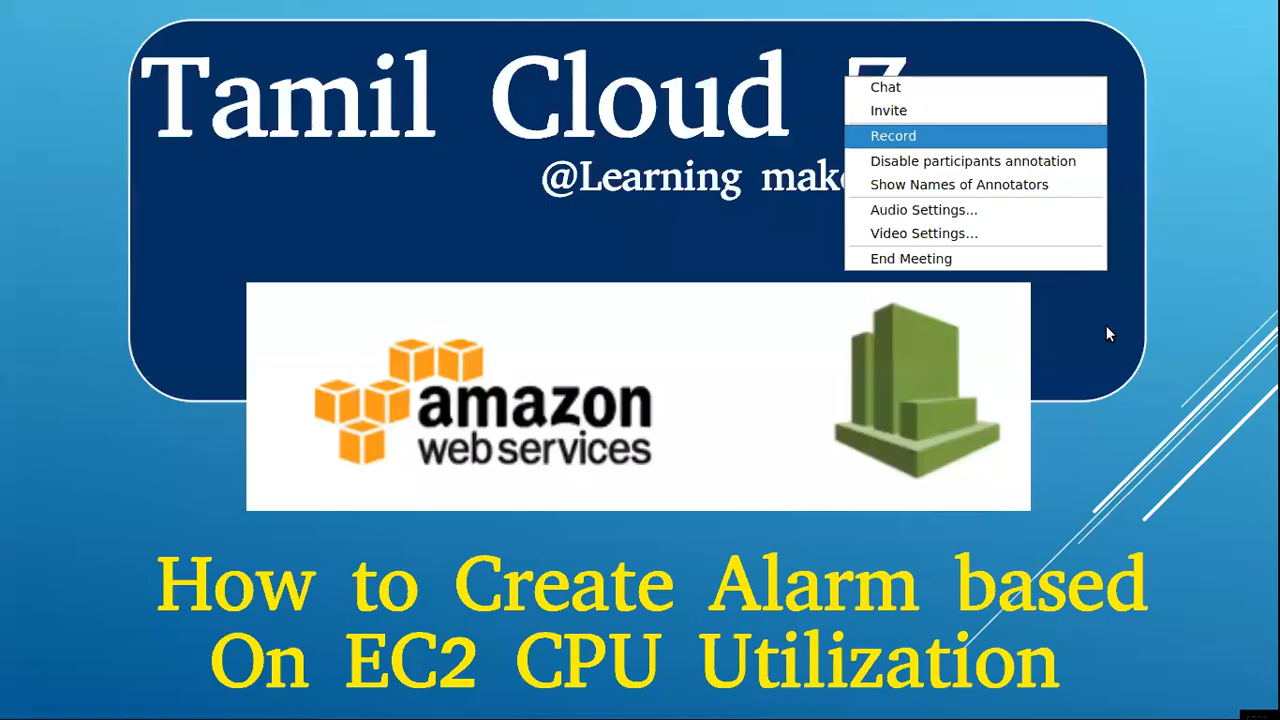 Tamil Cloud
@Learning
Chat
Invite
Record
Disable participants annotation
Show Names of Annotators
Audio Settings...
Video Settings...
End Meeting
amazon
web services
How to Create Alarm based
On EC2 CPU Utilization